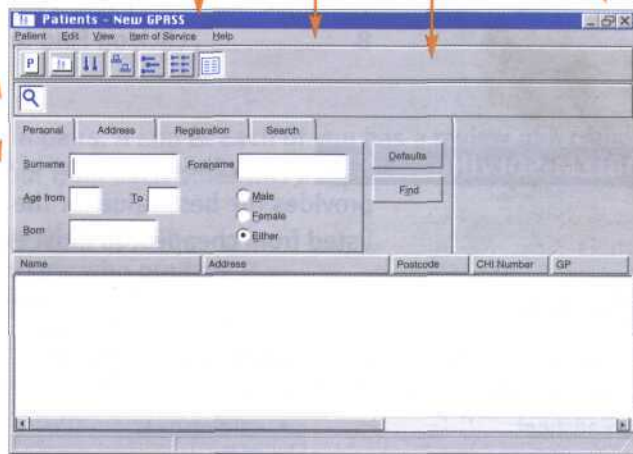 Patients - New GPASS
Patient Edit View Item of Service Help
P
Personal Address Registration Search
Surname Forename Defaults
Age from To Male Find
Female
Born Either
Name Address Postcode CHI Number GP